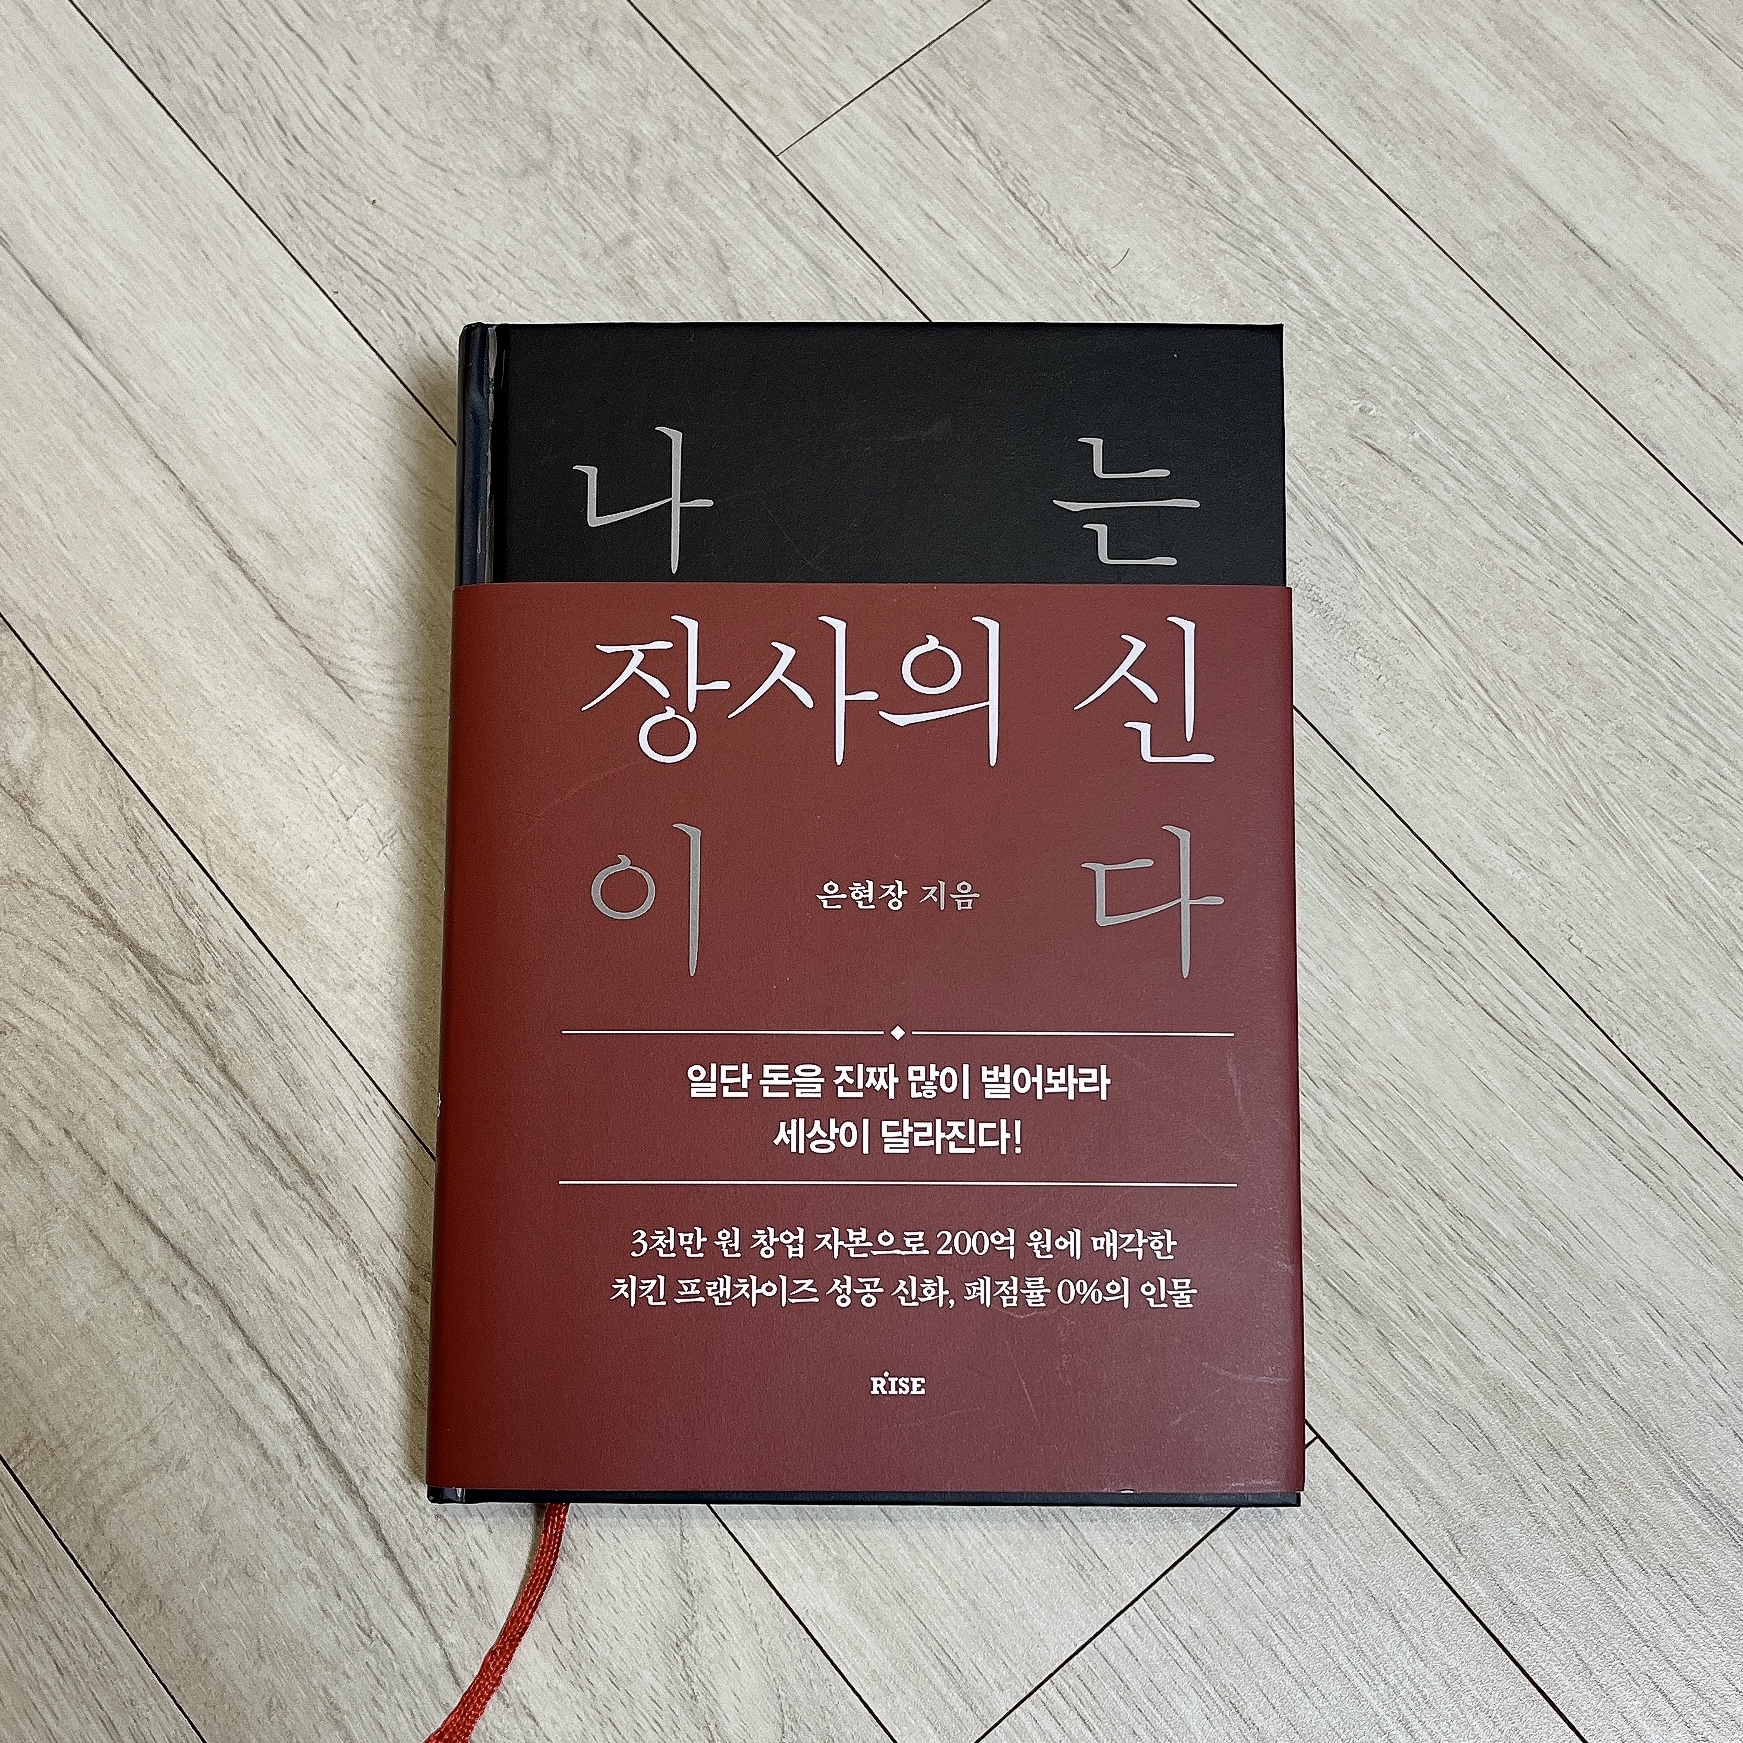 나는
장사의 신
이다
은현장 지음
일단 돈을 진짜 많이 벌어봐라
세상이 달라진다!
3천만 원 창업 자본으로 200억 원에 매각한
치킨 프랜차이즈 성공 신화, 폐점률 0%의 인물
RISE